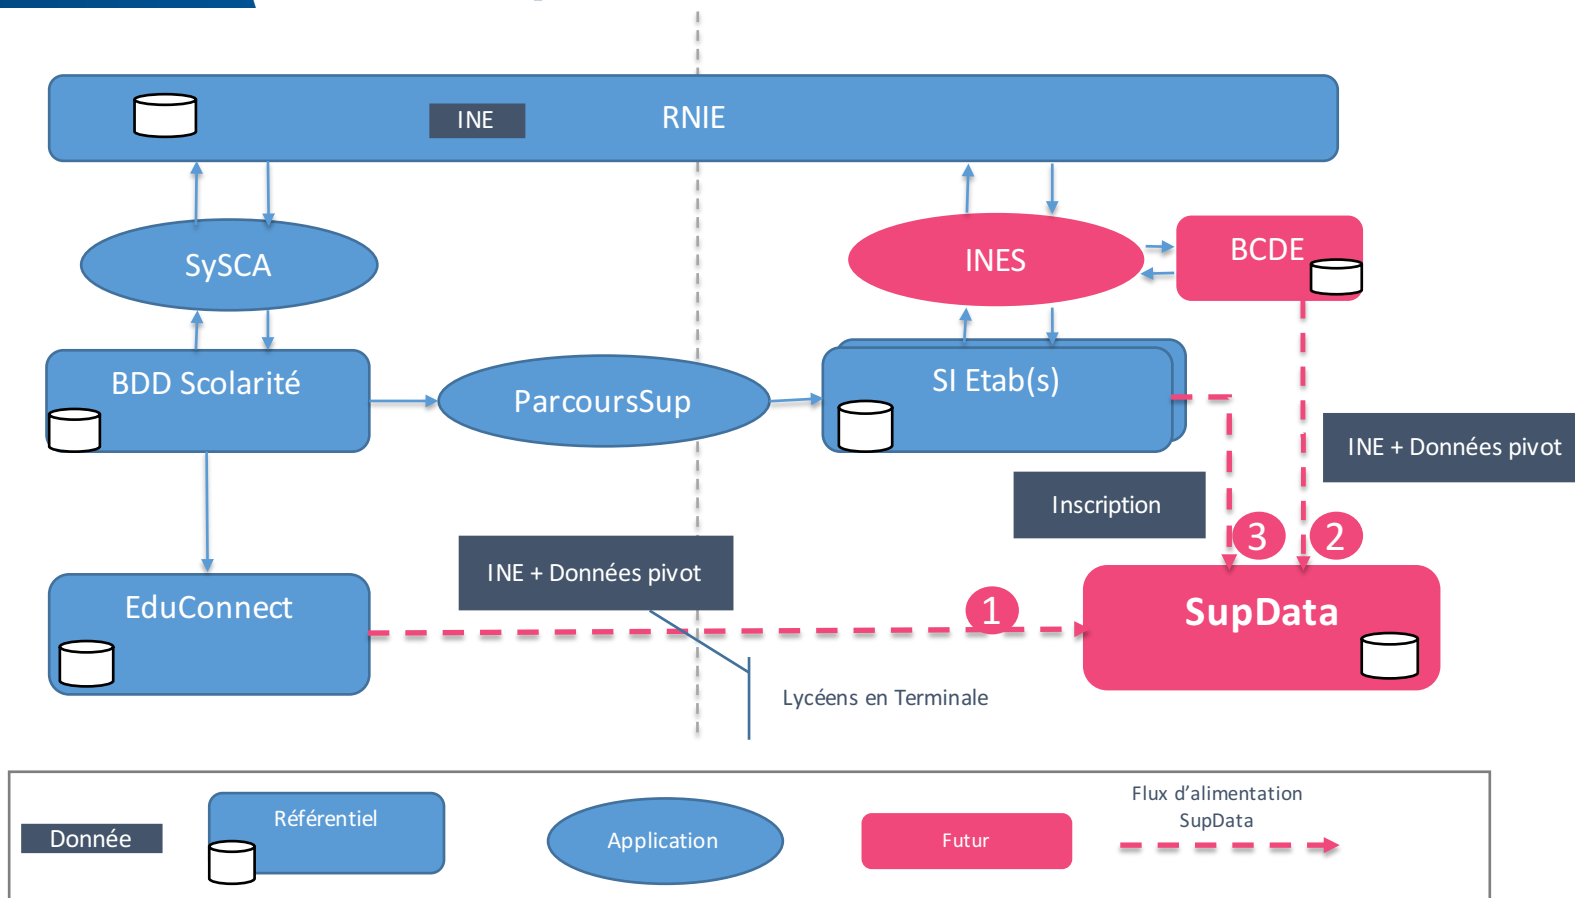 INE
RNIE
SySCA
INES
BCDE
BDD Scolarité
ParcoursSup
SI Etab(s)
INE + Données pivot
Inscription
3
2
INE + Données pivot
EduConnect
1
SupData
Lycéens en Terminale
Donnée
Référentiel
Application
Futur
Flux d’alimentation
SupData